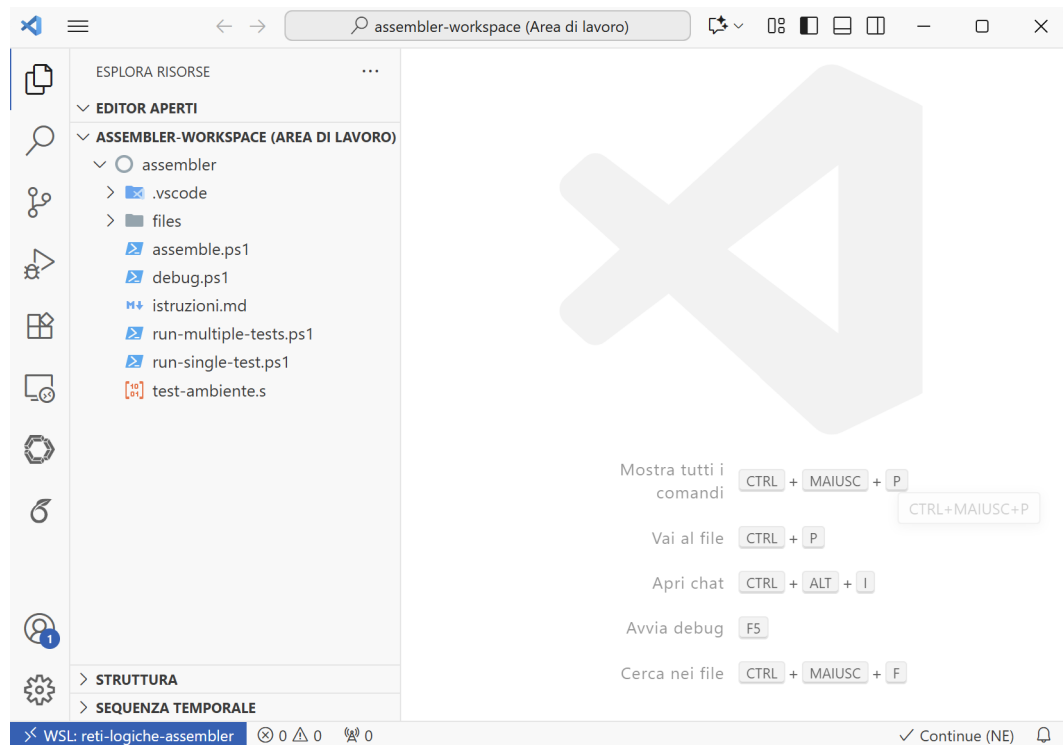 assembler-workspace (Area di lavoro)
ESPLORA RISORSE
EDITOR APERTI
ASSEMBLER-WORKSPACE (AREA DI LAVORO)
assembler
.vscode
files
assemble.ps1
debug.ps1
istruzioni.md
run-multiple-tests.ps1
run-single-test.ps1
test-ambiente.s
STRUTTURA
SEQUENZA TEMPORALE
Mostra tutti i
comandi CTRL + MAIUSC + P
CTRL+MAIUSC+P
Vai al file CTRL + P
Apri chat CTRL + ALT + I
Avvia debug F5
Cerca nei file CTRL + MAIUSC + F
1
WSL: reti-logiche-assembler 0 0 0 Continue (NE)